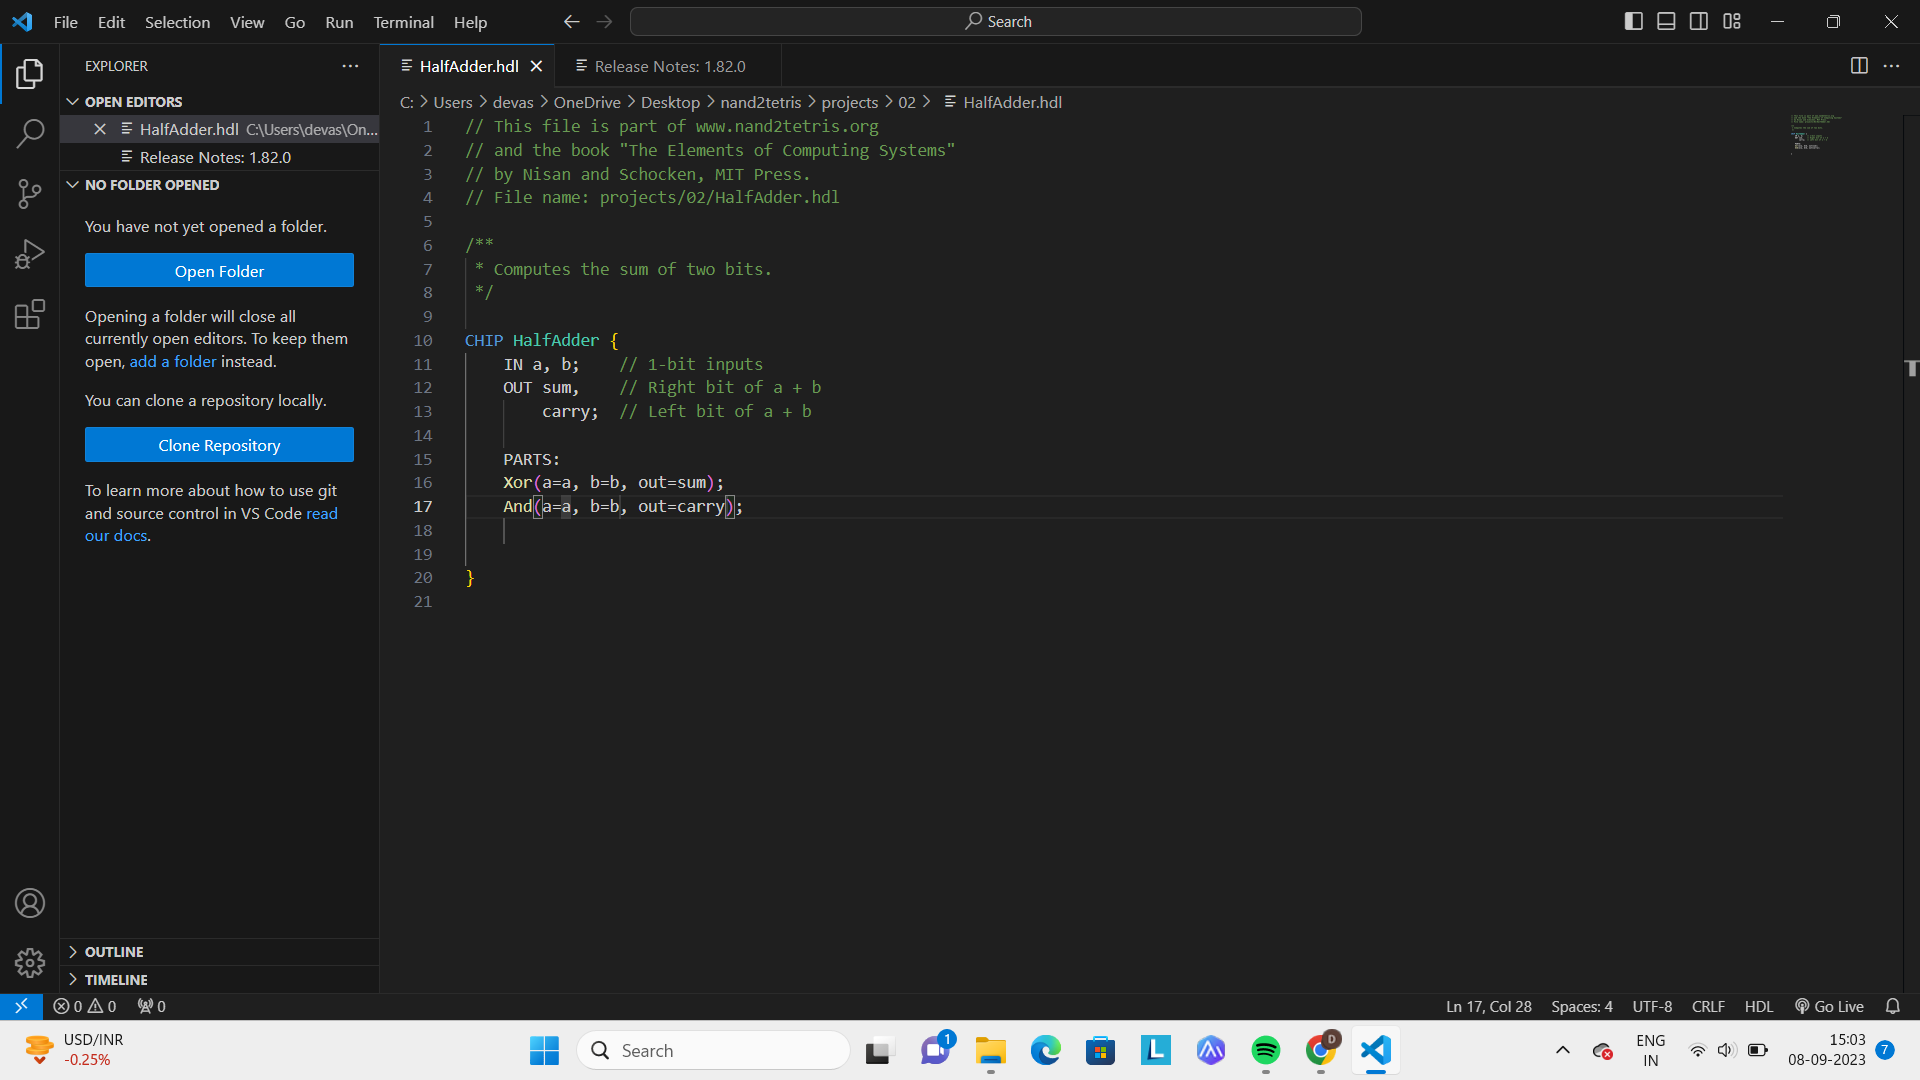 File Edit Selection View Go Run Terminal Help
Search
EXPLORER
HalfAdder.hdl
Release Notes: 1.82.0
OPEN EDITORS
HalfAdder.hdl C:\Users\devas\On...
Release Notes: 1.82.0
NO FOLDER OPENED
You have not yet opened a folder.
Open Folder
Opening a folder will close all
currently open editors. To keep them
open, add a folder instead.
You can clone a repository locally.
Clone Repository
To learn more about how to use git
and source control in VS Code read
our docs.
OUTLINE
TIMELINE
C: > Users > devas > OneDrive > Desktop > nand2tetris > projects > 02 > HalfAdder.hdl
1 // This file is part of www.nand2tetris.org
2 // and the book "The Elements of Computing Systems"
3 // by Nisan and Schocken, MIT Press.
4 // File name: projects/02/HalfAdder.hdl
5
6 /**
7 * Computes the sum of two bits.
8 */
9
10 CHIP HalfAdder {
11 IN a, b; // 1-bit inputs
12 OUT sum, // Right bit of a + b
13 carry; // Left bit of a + b
14
15 PARTS:
16 Xor(a=a, b=b, out=sum);
17 And(a=a, b=b, out=carry);
18
19
20 }
21
0 0 0
Ln 17, Col 28 Spaces: 4 UTF-8 CRLF HDL Go Live
USD/INR
-0.25%
Search
1
L
D
ENG
IN
15:03
08-09-2023
7